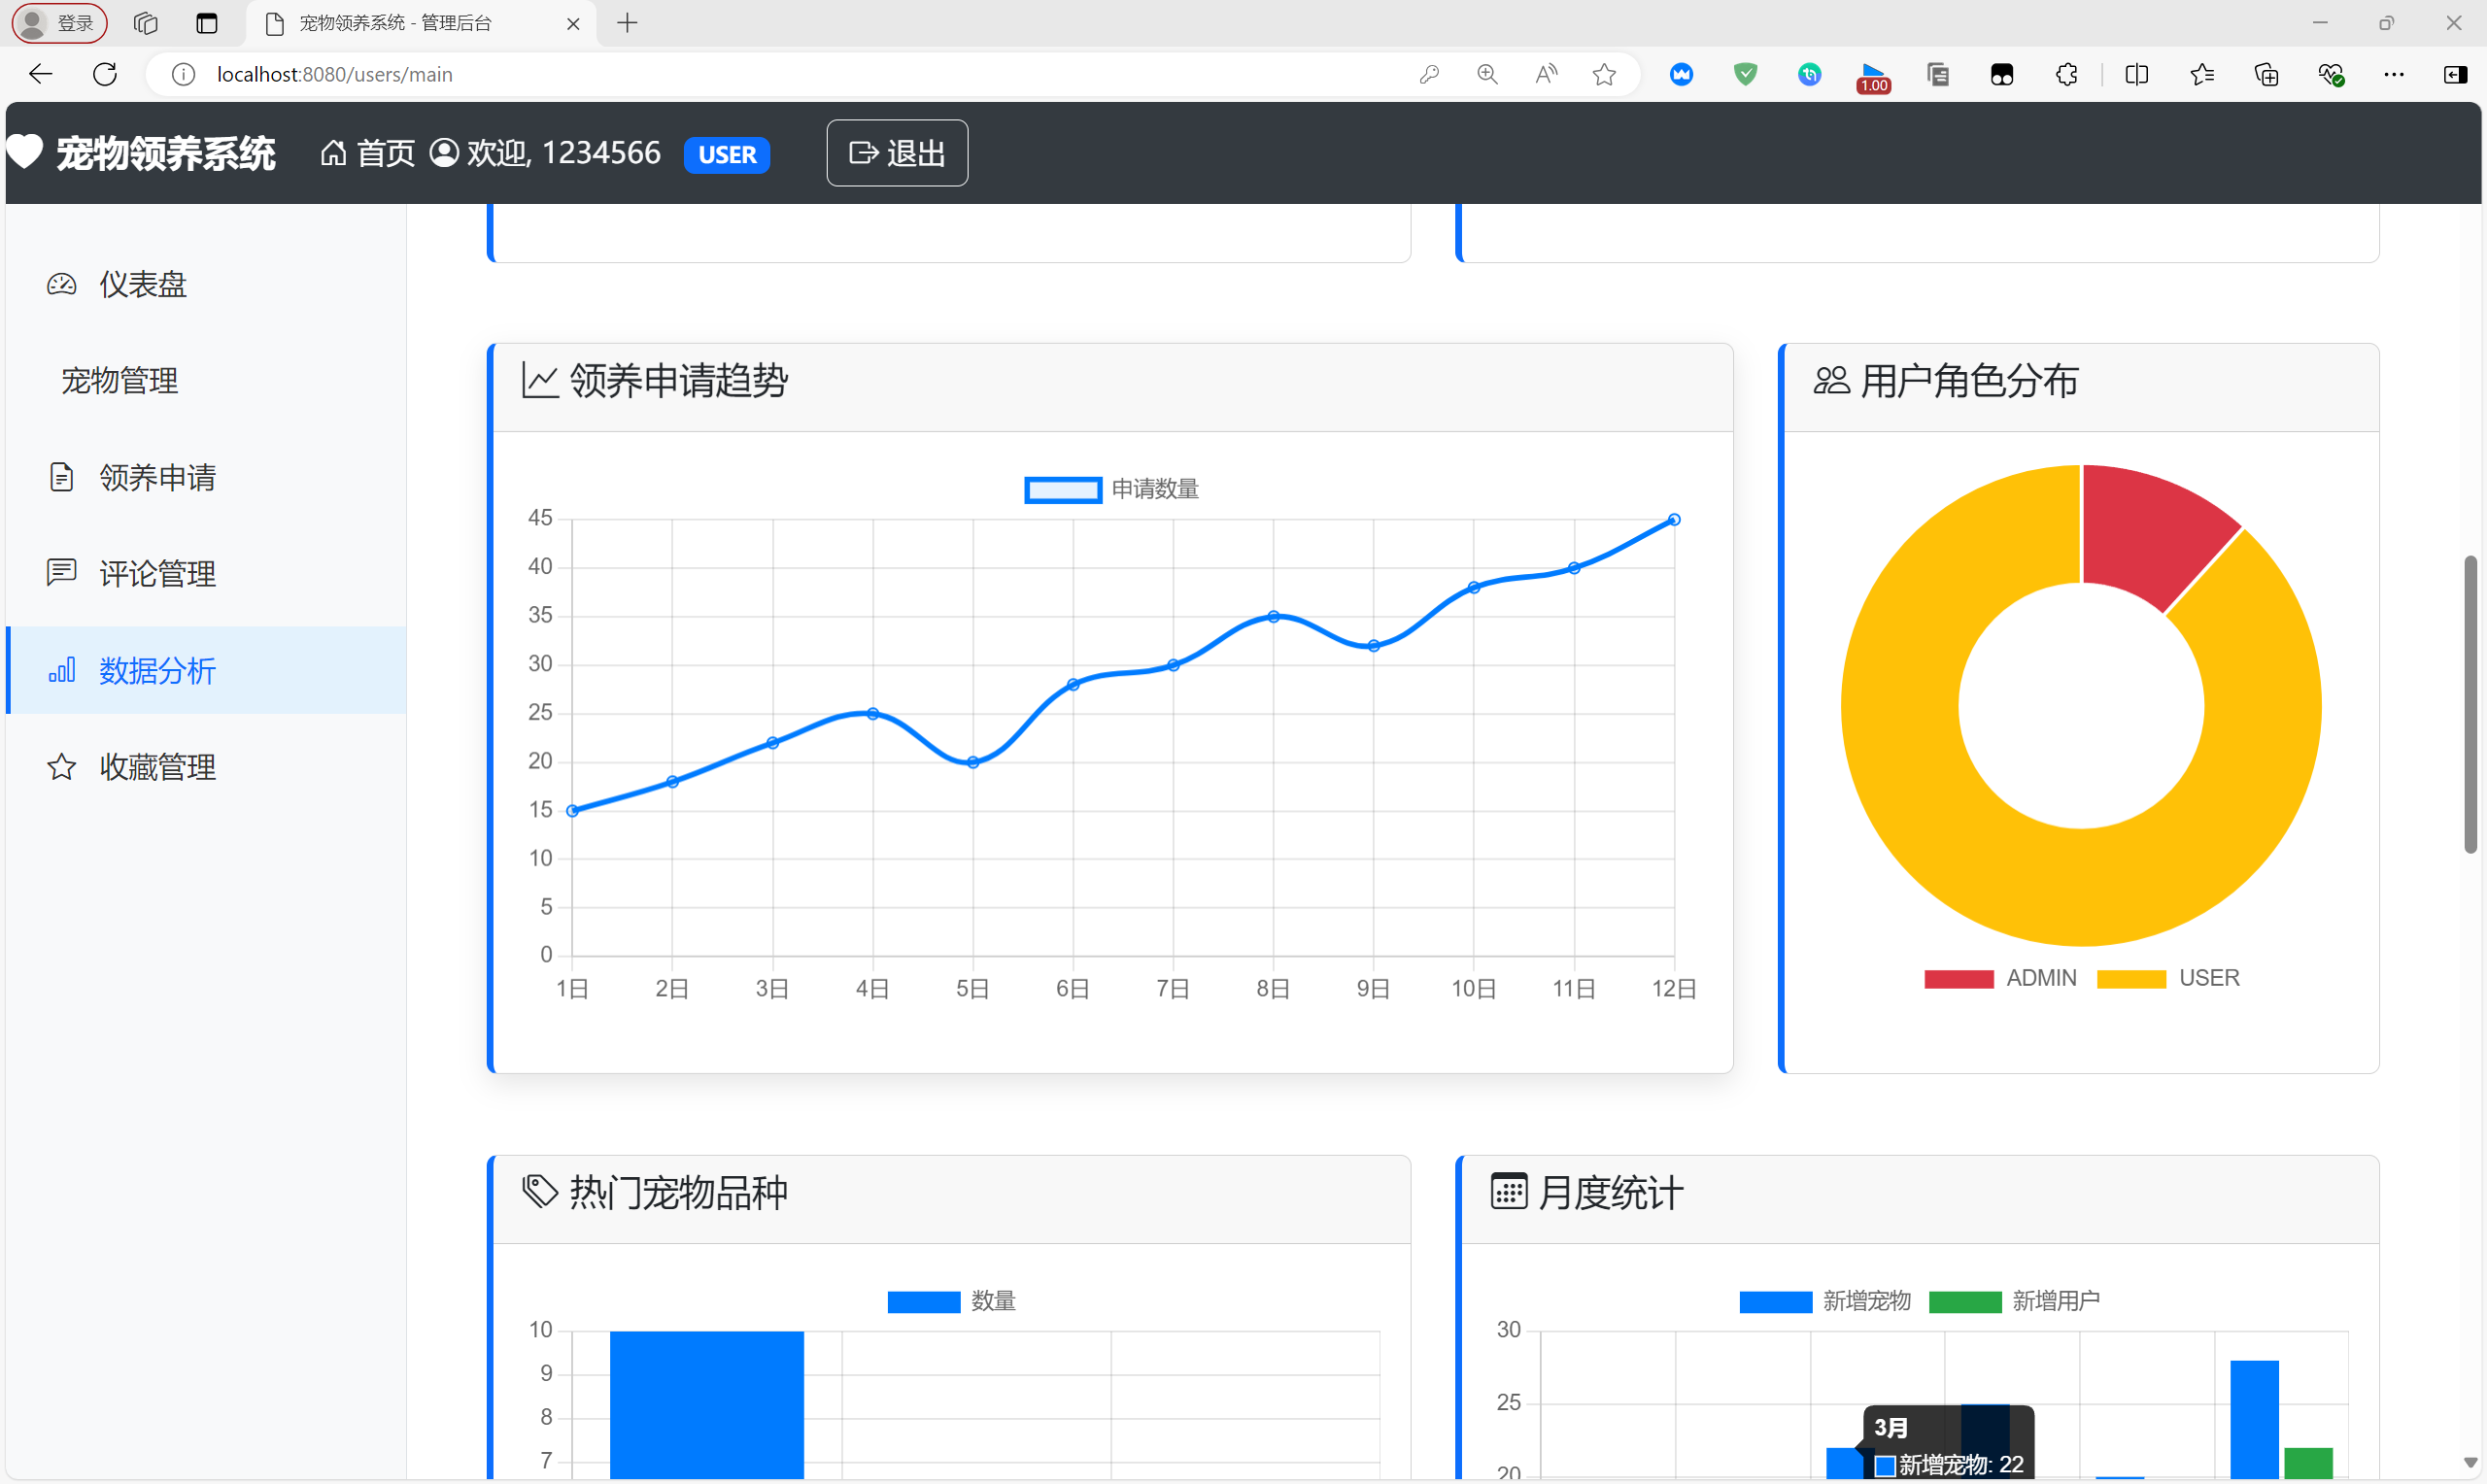 登录
宠物领养系统 - 管理后台
localhost:8080/users/main
1.00
宠物领养系统 首页 欢迎, 1234566 USER 退出
仪表盘
宠物管理
领养申请
评论管理
数据分析
收藏管理
领养申请趋势
申请数量
45
40
35
30
25
20
15
10
5
0
1日 2日 3日 4日 5日 6日 7日 8日 9日 10日 11日 12日
用户角色分布
ADMIN USER
热门宠物品种
数量
10
9
8
7
月度统计
新增宠物 新增用户
30
25
20
3月
新增宠物: 22